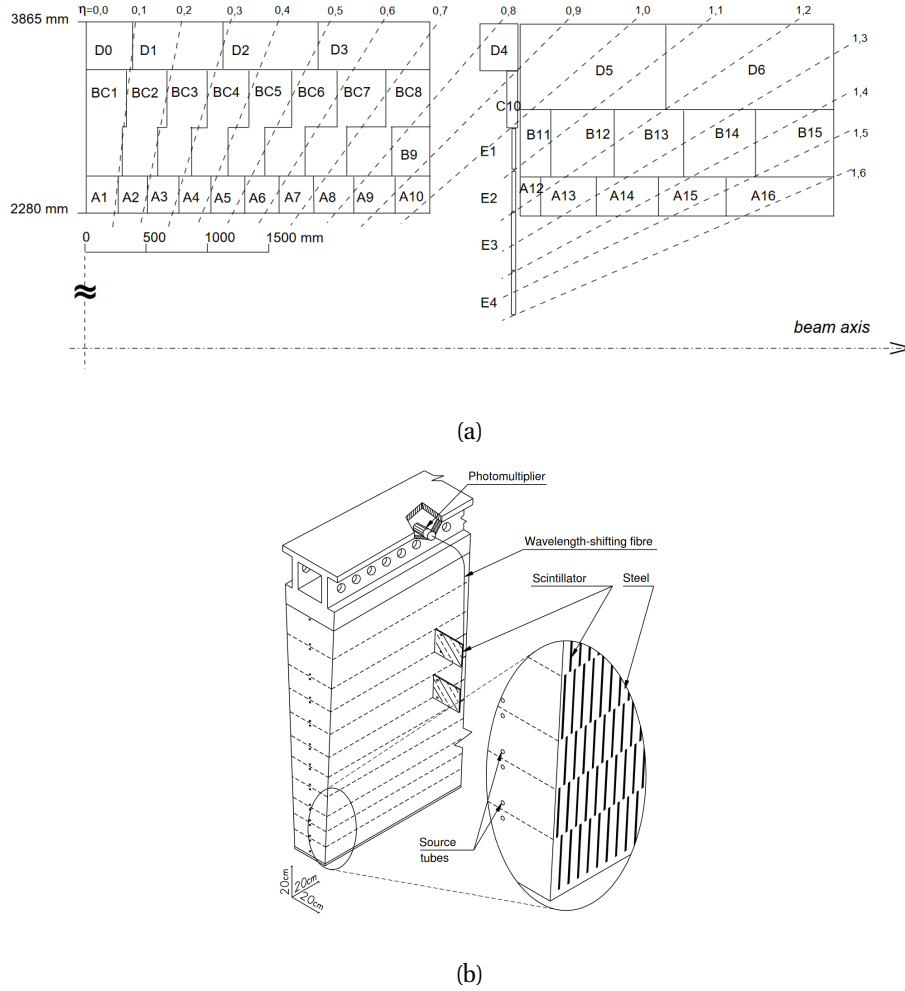 η=0,0 0,1 0,2 0,3 0,4 0,5 0,6 0,7 0,8 0,9 1,0 1,1 1,2
3865 mm
1,3
D0 D1 D2 D3 D4 D5 D6
1,4
BC1 BC2 BC3 BC4 BC5 BC6 BC7 BC8 C10
1,5
B9 E1 B11 B12 B13 B14 B15
1,6
A1 A2 A3 A4 A5 A6 A7 A8 A9 A10 E2 A12 A13 A14 A15 A16
2280 mm
0 500 1000 1500 mm
E3
E4
≈
beam axis
(a)
Photomultiplier
Wavelength-shifting fibre
Scintillator Steel
Source
tubes
20cm
20cm
20cm
(b)